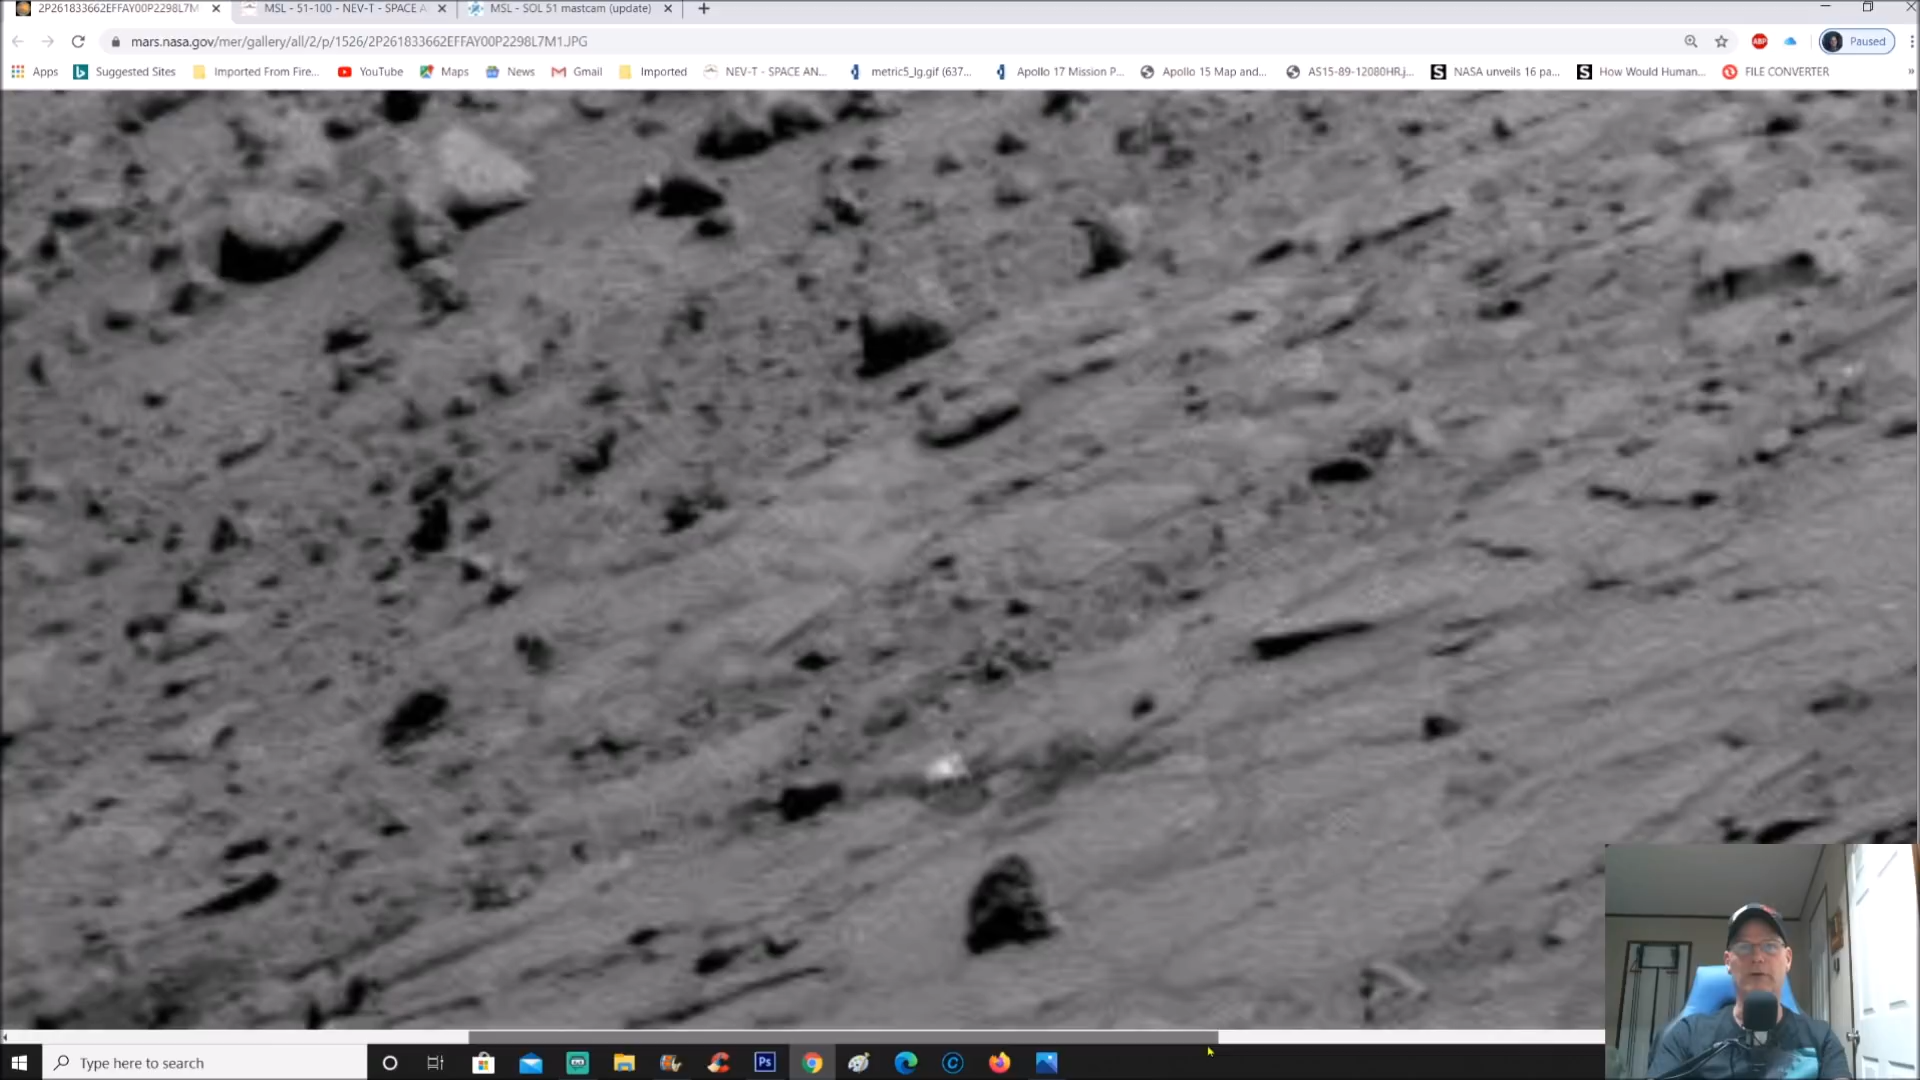 2P261833662EFFAY00P2298L7M
MSL - 51-100 - NEV-T - SPACE A
MSL - SOL 51 mastcam (update)
mars.nasa.gov/mer/gallery/all/2/p/1526/2P261833662EFFAY00P2298L7M1.JPG
ABP
Paused
Apps
Suggested Sites
Imported From Fire...
YouTube
Maps
News
Gmail
Imported
NEV-T - SPACE AN...
metric5_lg.gif (637...
Apollo 17 Mission P...
Apollo 15 Map and...
AS15-89-12080HR.j...
NASA unveils 16 pa...
How Would Human...
FILE CONVERTER
Type here to search
Ps